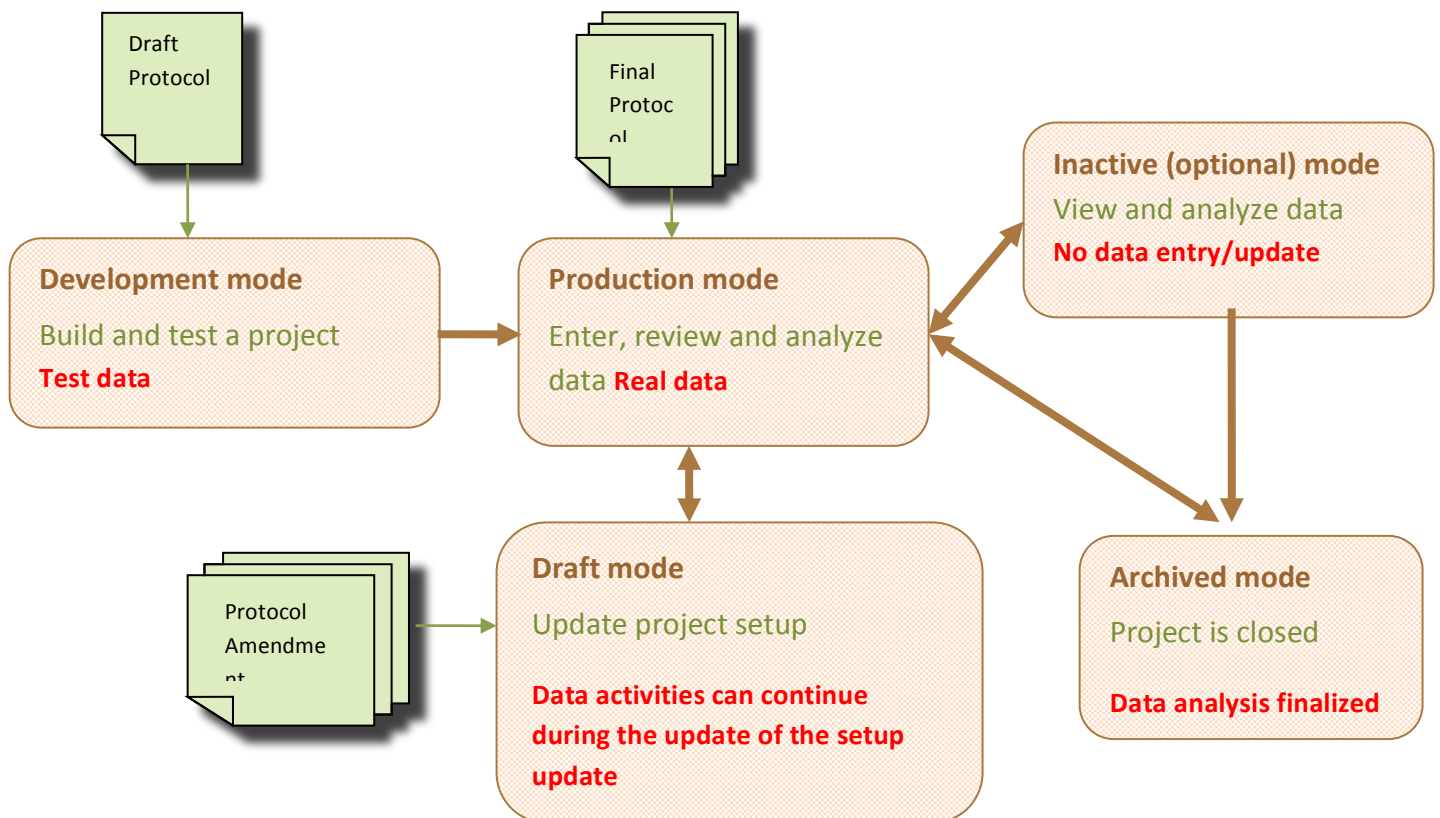 Draft
Protocol
Final
Protoc
ol
Inactive (optional) mode
View and analyze data
No data entry/update
Development mode
Build and test a project
Test data
Production mode
Enter, review and analyze
data Real data
Draft mode
Update project setup
Data activities can continue
during the update of the setup
update
Protocol
Amendme
nt
Archived mode
Project is closed
Data analysis finalized